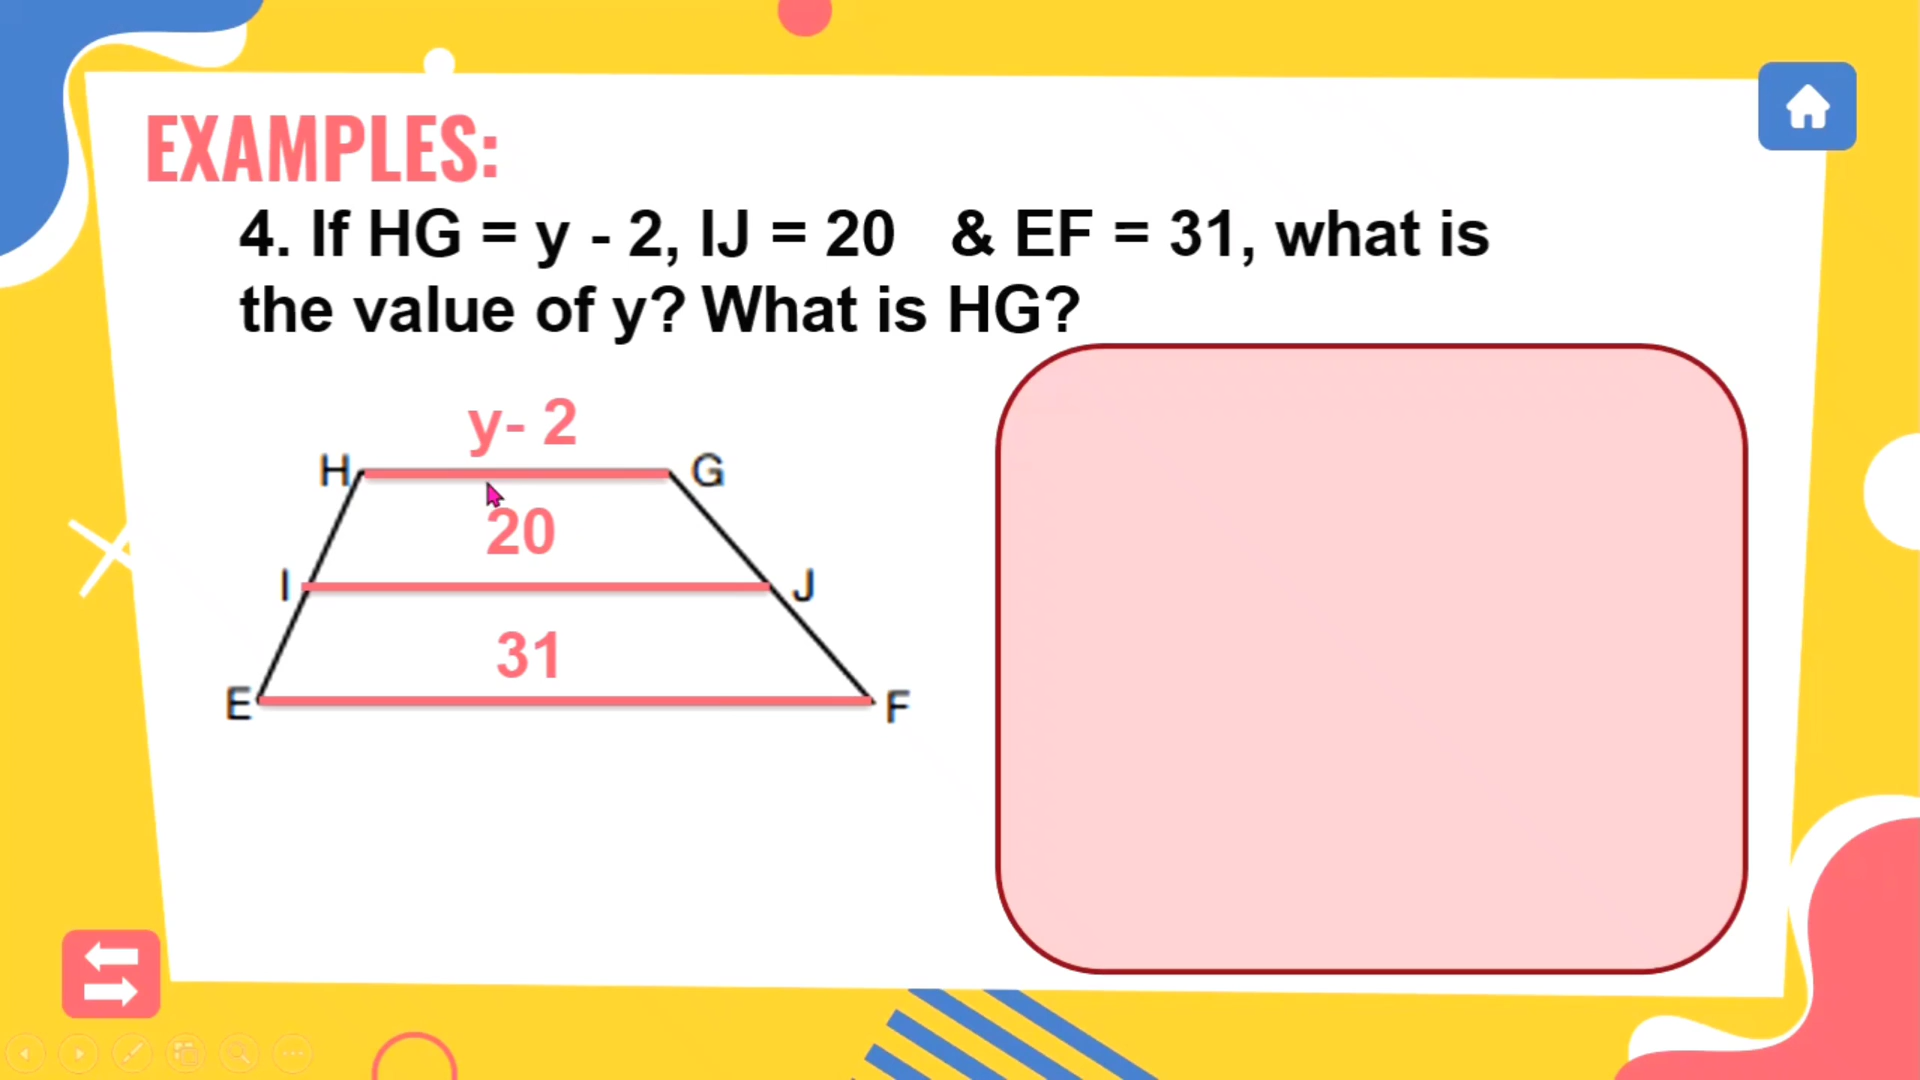 EXAMPLES:
4. If HG = y - 2, IJ = 20 & EF = 31, what is
the value of y? What is HG?
y- 2
H G
20
I J
31
E F